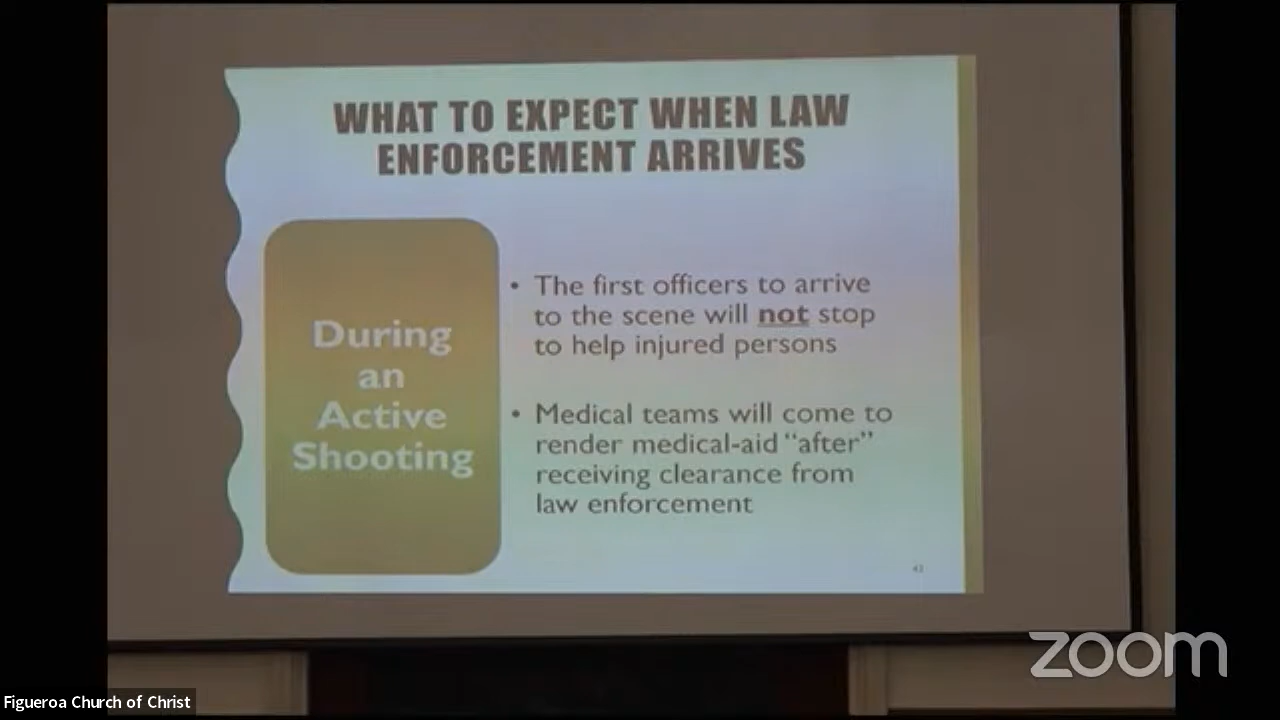 WHAT TO EXPECT WHEN LAW
ENFORCEMENT ARRIVES
During
an
Active
Shooting
• The first officers to arrive
to the scene will not stop
to help injured persons
• Medical teams will come to
render medical-aid “after”
receiving clearance from
law enforcement
zoom
Figueroa Church of Christ